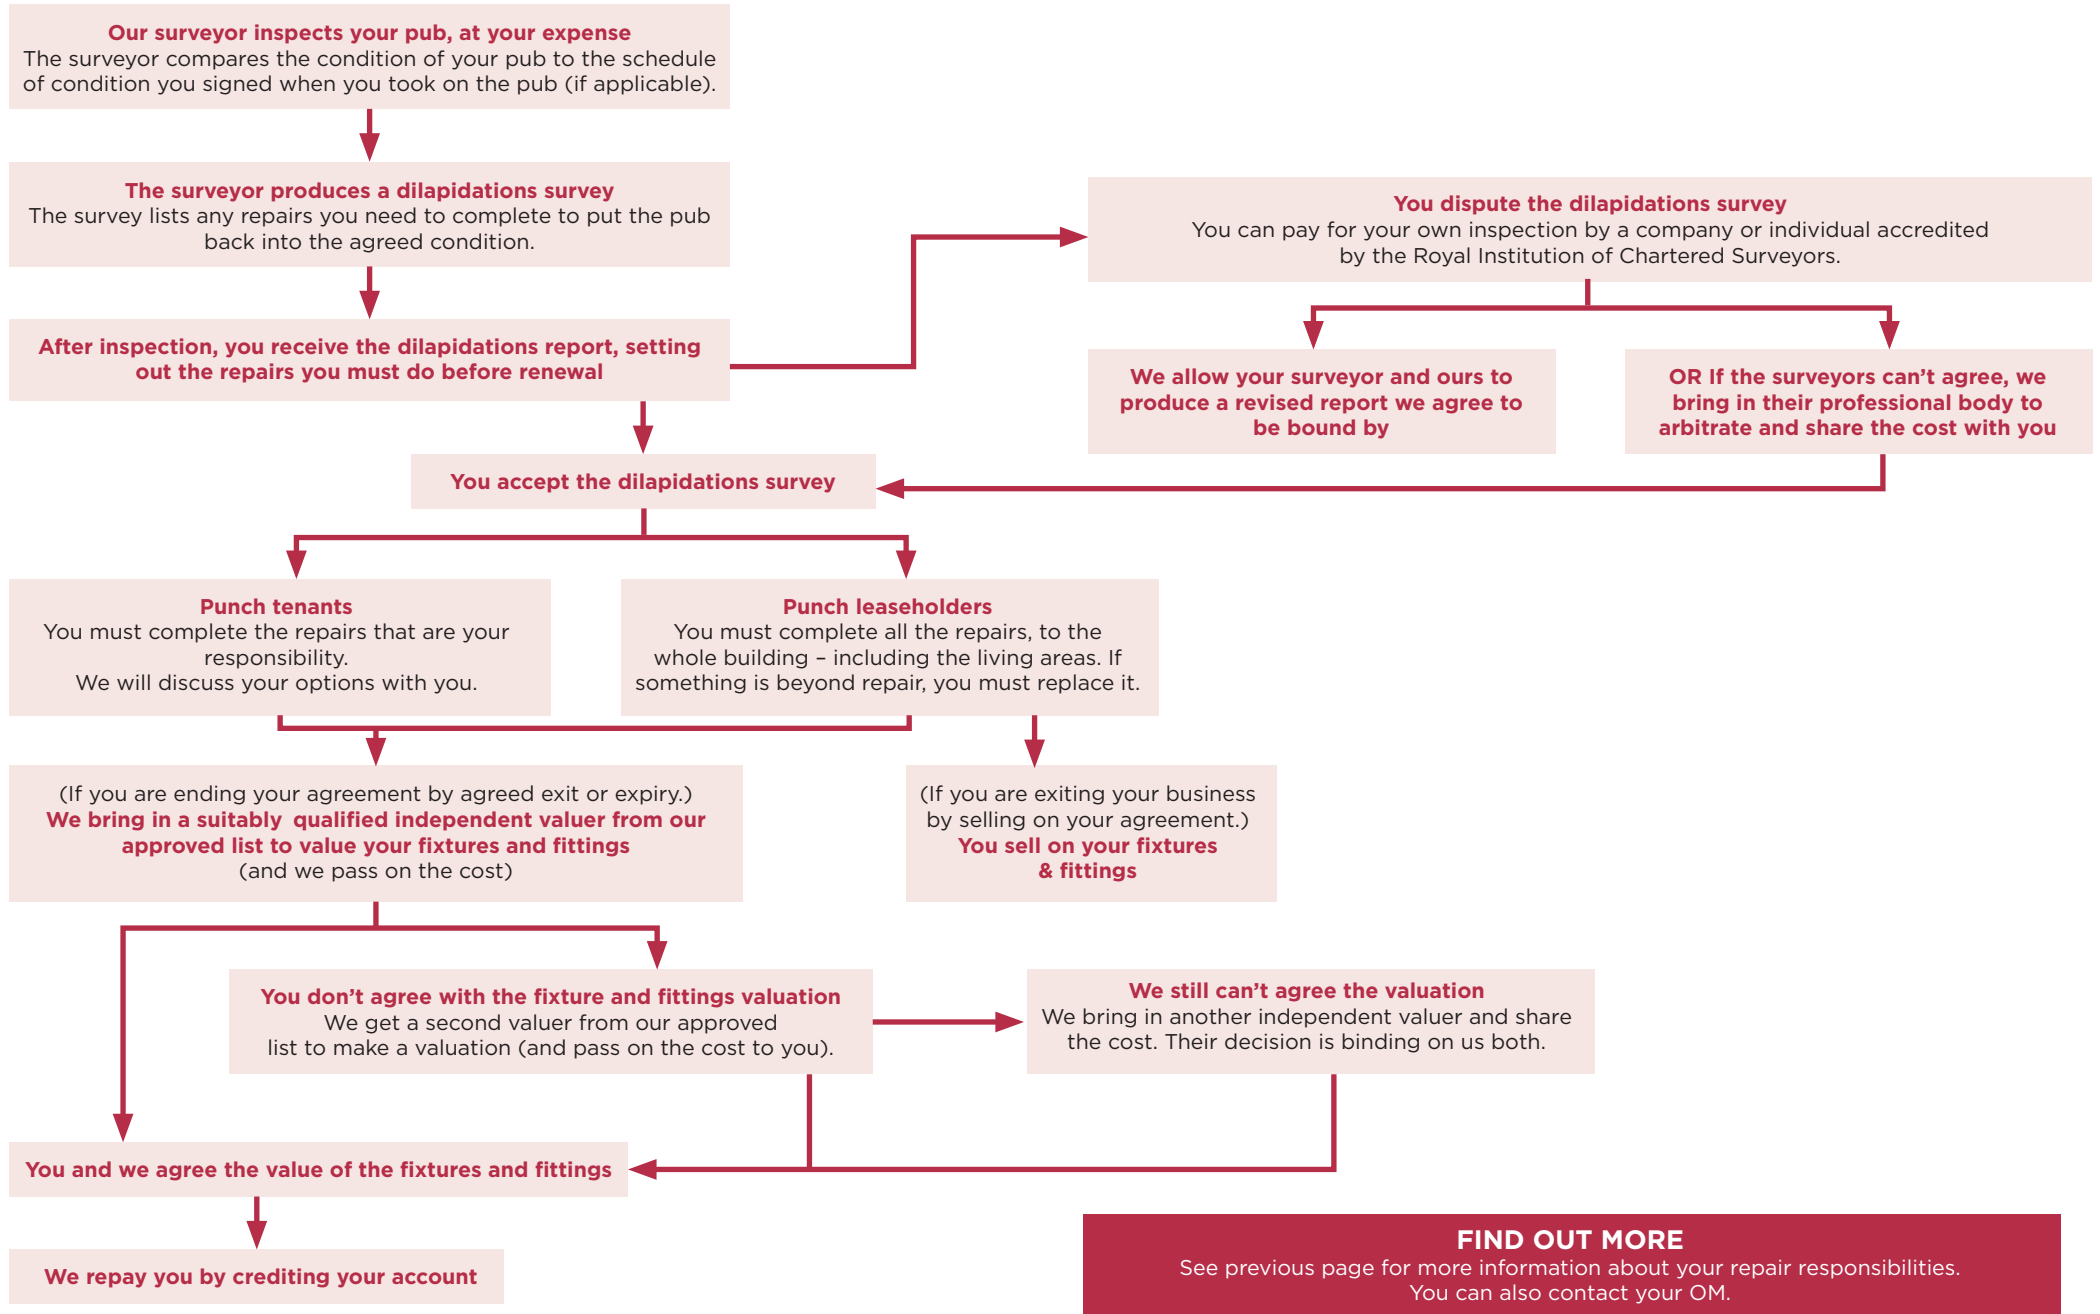 Our surveyor inspects your pub, at your expense
The surveyor compares the condition of your pub to the schedule
of condition you signed when you took on the pub (if applicable).
The surveyor produces a dilapidations survey
The survey lists any repairs you need to complete to put the pub
back into the agreed condition.
You dispute the dilapidations survey
You can pay for your own inspection by a company or individual accredited
by the Royal Institution of Chartered Surveyors.
After inspection, you receive the dilapidations report, setting
out the repairs you must do before renewal
We allow your surveyor and ours to
produce a revised report we agree to
be bound by
OR If the surveyors can't agree, we
bring in their professional body to
arbitrate and share the cost with you
You accept the dilapidations survey
Punch tenants
You must complete the repairs that are your
responsibility.
We will discuss your options with you.
Punch leaseholders
You must complete all the repairs, to the
whole building – including the living areas. If
something is beyond repair, you must replace it.
(If you are ending your agreement by agreed exit or expiry.)
We bring in a suitably qualified independent valuer from our
approved list to value your fixtures and fittings
(and we pass on the cost)
(If you are exiting your business
by selling on your agreement.)
You sell on your fixtures
& fittings
You don't agree with the fixture and fittings valuation
We get a second valuer from our approved
list to make a valuation (and pass on the cost to you).
We still can't agree the valuation
We bring in another independent valuer and share
the cost. Their decision is binding on us both.
You and we agree the value of the fixtures and fittings
We repay you by crediting your account
FIND OUT MORE
See previous page for more information about your repair responsibilities.
You can also contact your OM.